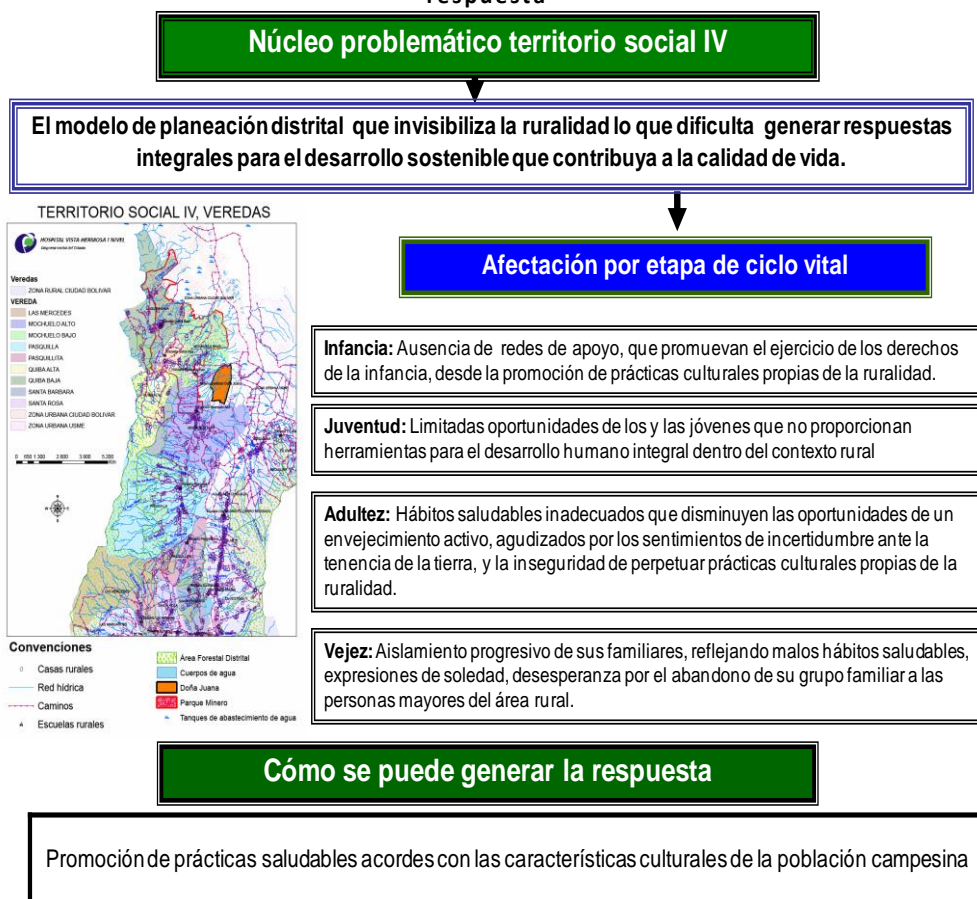 respuesta
Núcleo problemático territorio social IV
El modelo de planeación distrital que invisibiliza la ruralidad lo que dificulta generar respuestas
integrales para el desarrollo sostenible que contribuya a la calidad de vida.
TERRITORIO SOCIAL IV, VEREDAS
HOSPITAL VISTA HERMOSA I NIVEL
Veredas
ZONA RURAL CIUDAD BOLIVAR
VEREDA
LAS MERCEDES
MOCHUELO ALTO
MOCHUELO BAJO
PASQUILLA
PASQUILLITA
QUIBA ALTA
QUIBA BAJA
SANTA BARBARA
SANTA ROSA
ZONA URBANA CIUDAD BOLIVAR
ZONA URBANA USME
Afectación por etapa de ciclo vital
Infancia: Ausencia de redes de apoyo, que promuevan el ejercicio de los derechos
de la infancia, desde la promoción de prácticas culturales propias de la ruralidad.
Juventud: Limitadas oportunidades de los y las jóvenes que no proporcionan
herramientas para el desarrollo humano integral dentro del contexto rural
Adultez: Hábitos saludables inadecuados que disminuyen las oportunidades de un
envejecimiento activo, agudizados por los sentimientos de incertidumbre ante la
tenencia de la tierra, y la inseguridad de perpetuar prácticas culturales propias de la
ruralidad.
Vejez: Aislamiento progresivo de sus familiares, reflejando malos hábitos saludables,
expresiones de soledad, desesperanza por el abandono de su grupo familiar a las
personas mayores del área rural.
Convenciones
Casas rurales
Red hídrica
Caminos
Escuelas rurales
Área Forestal Distrital
Cuerpos de agua
Doña Juana
Parque Minero
Tanques de abastecimiento de agua
Cómo se puede generar la respuesta
Promoción de prácticas saludables acordes con las características culturales de la población campesina